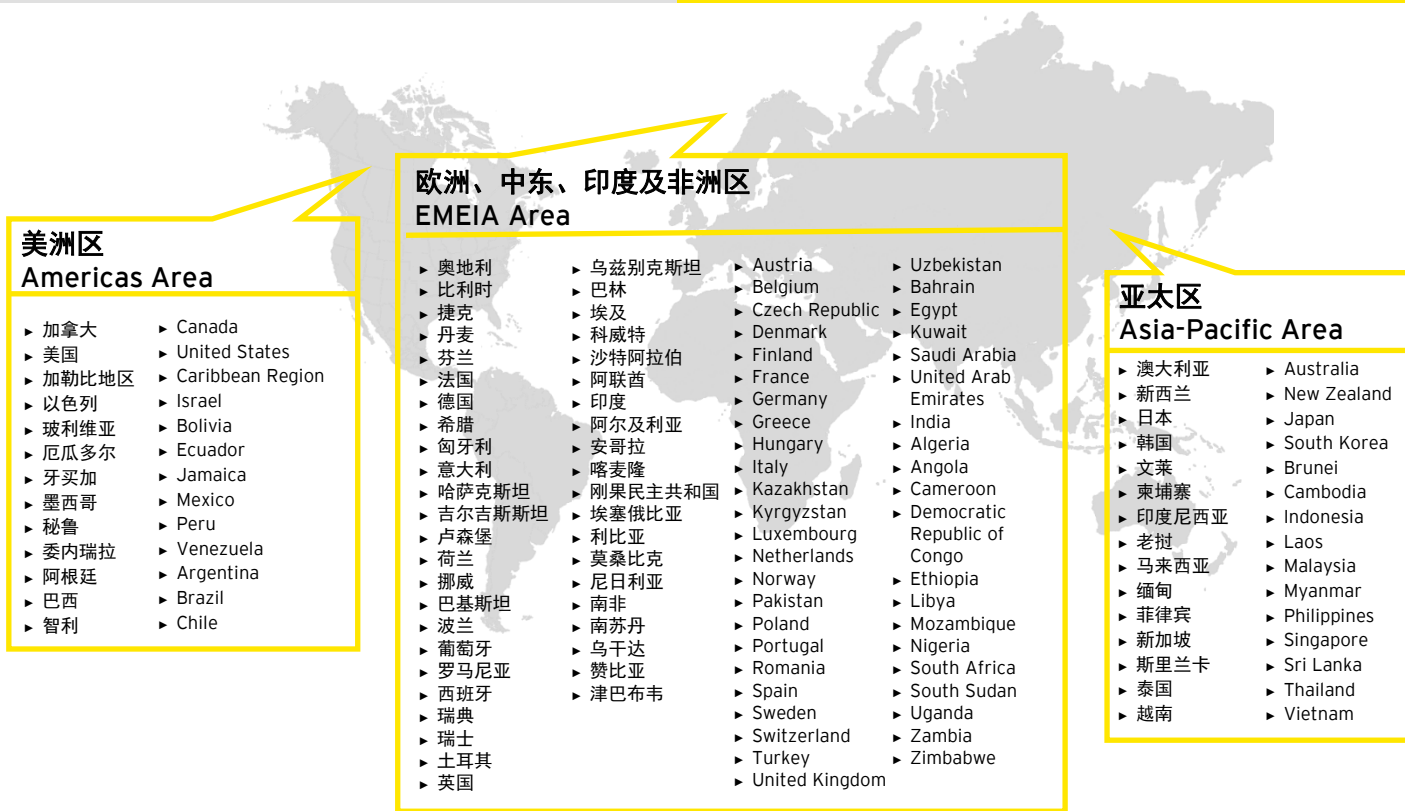 美洲区
Americas Area
► 加拿大
► 美国
► 加勒比地区
► 以色列
► 玻利维亚
► 厄瓜多尔
► 牙买加
► 墨西哥
► 秘鲁
► 委内瑞拉
► 阿根廷
► 巴西
► 智利
► Canada
► United States
► Caribbean Region
► Israel
► Bolivia
► Ecuador
► Jamaica
► Mexico
► Peru
► Venezuela
► Argentina
► Brazil
► Chile
欧洲、中东、印度及非洲区
EMEIA Area
► 奥地利
► 比利时
► 捷克
► 丹麦
► 芬兰
► 法国
► 德国
► 希腊
► 匈牙利
► 意大利
► 哈萨克斯坦
► 吉尔吉斯斯坦
► 卢森堡
► 荷兰
► 挪威
► 巴基斯坦
► 波兰
► 葡萄牙
► 罗马尼亚
► 西班牙
► 瑞典
► 瑞士
► 土耳其
► 英国
► 乌兹别克斯坦
► 巴林
► 埃及
► 科威特
► 沙特阿拉伯
► 阿联酋
► 印度
► 阿尔及利亚
► 安哥拉
► 喀麦隆
► 刚果民主共和国
► 埃塞俄比亚
► 利比亚
► 莫桑比克
► 尼日利亚
► 南非
► 南苏丹
► 乌干达
► 赞比亚
► 津巴布韦
► Austria
► Belgium
► Czech Republic
► Denmark
► Finland
► France
► Germany
► Greece
► Hungary
► Italy
► Kazakhstan
► Kyrgyzstan
► Luxembourg
► Netherlands
► Norway
► Pakistan
► Poland
► Portugal
► Romania
► Spain
► Sweden
► Switzerland
► Turkey
► United Kingdom
► Uzbekistan
► Bahrain
► Egypt
► Kuwait
► Saudi Arabia
► United Arab
Emirates
► India
► Algeria
► Angola
► Cameroon
► Democratic
Republic of
Congo
► Ethiopia
► Libya
► Mozambique
► Nigeria
► South Africa
► South Sudan
► Uganda
► Zambia
► Zimbabwe
亚太区
Asia-Pacific Area
► 澳大利亚
► 新西兰
► 日本
► 韩国
► 文莱
► 柬埔寨
► 印度尼西亚
► 老挝
► 马来西亚
► 缅甸
► 菲律宾
► 新加坡
► 斯里兰卡
► 泰国
► 越南
► Australia
► New Zealand
► Japan
► South Korea
► Brunei
► Cambodia
► Indonesia
► Laos
► Malaysia
► Myanmar
► Philippines
► Singapore
► Sri Lanka
► Thailand
► Vietnam